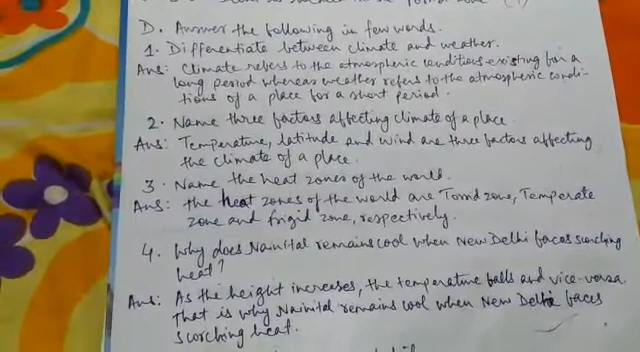 D. Answer the following in few words.
1. Differentiate between climate and weather.
Ans: Climate refers to the atmospheric conditions existing for a
long period whereas weather refers to the atmospheric condi-
tions of a place for a short period.
2. Name three factors affecting climate of a place.
Ans: Temperature, latitude and wind are three factors affecting
the climate of a place.
3. Name the heat zones of the world.
Ans: The heat zones of the world are Torrid zone, Temperate
zone and frigid zone, respectively.
4. Why does Nainital remains cool when New Delhi faces scorching
heat?
Ans: As the height increases, the temperature falls and vice-versa.
That is why Nainital remains cool when New Delhi faces
scorching heat.